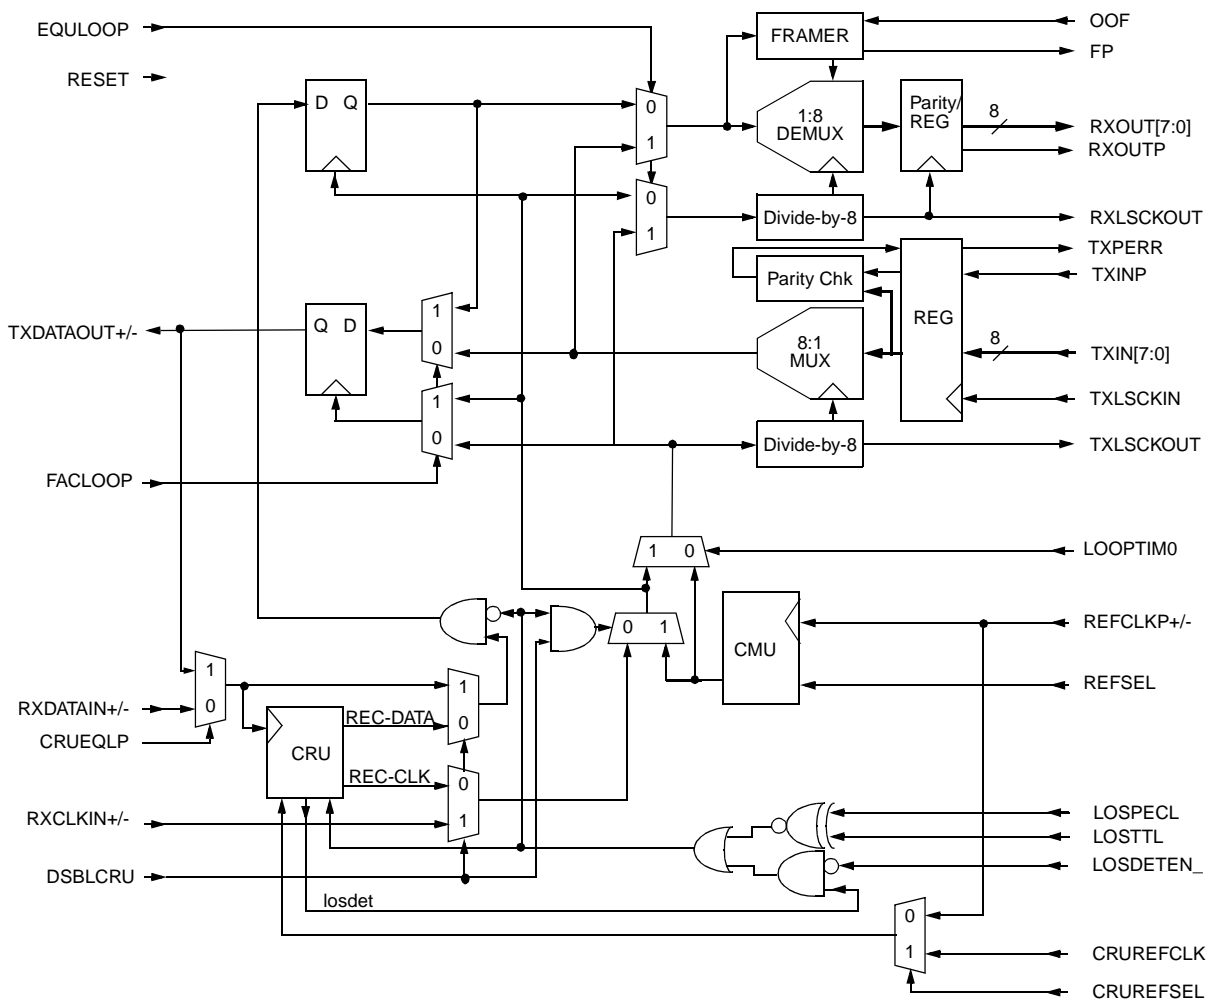 EQULOOP
RESET
FRAMER
OOF
FP
D Q
0
1
1:8
DEMUX
Parity/
REG
8
RXOUT[7:0]
RXOUTP
0
1
Divide-by-8
RXLSCKOUT
TXPERR
Parity Chk
TXINP
TXDATAOUT+/-
Q D
1
0
8:1
MUX
REG
8
TXIN[7:0]
1
0
TXLSCKIN
Divide-by-8
TXLSCKOUT
FACLOOP
1 0
LOOPTIM0
0 1
CMU
REFCLKP+/-
REFSEL
1
0
RXDATAIN+/-
CRUEQLP
CRU
REC-DATA
1
0
REC-CLK
0
1
RXCLKIN+/-
LOSPECL
LOSTTL
LOSDETEN_
DSBLCRU
losdet
0
1
CRUREFCLK
CRUREFSEL